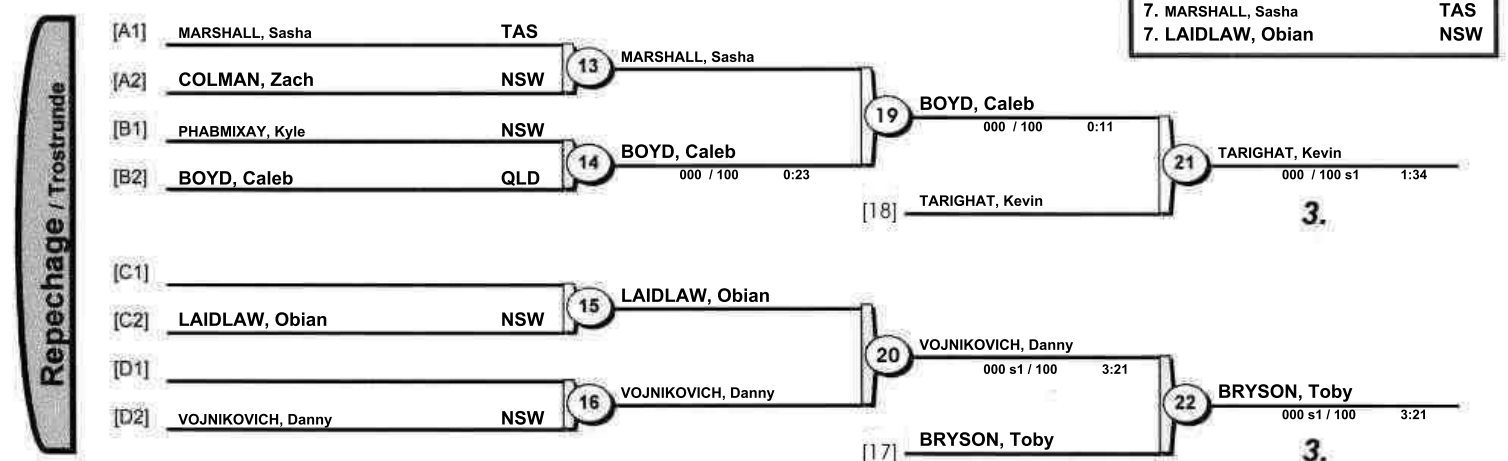 7. MARSHALL, Sasha TAS
7. LAIDLAW, Obian NSW
Repechage / Trostrunde
[A1] MARSHALL, Sasha TAS
[A2] COLMAN, Zach NSW
13 MARSHALL, Sasha
[B1] PHABMIXAY, Kyle NSW
[B2] BOYD, Caleb QLD
14 BOYD, Caleb
000 / 100 0:23
19 BOYD, Caleb
000 / 100 0:11
[18] TARIGHAT, Kevin
21 TARIGHAT, Kevin
000 / 100 s1 1:34
3.
[C1]
[C2] LAIDLAW, Obian NSW
15 LAIDLAW, Obian
[D1]
[D2] VOJNIKOVICH, Danny NSW
16 VOJNIKOVICH, Danny
20 VOJNIKOVICH, Danny
000 s1 / 100 3:21
[17] BRYSON, Toby
22 BRYSON, Toby
000 s1 / 100 3:21
3.